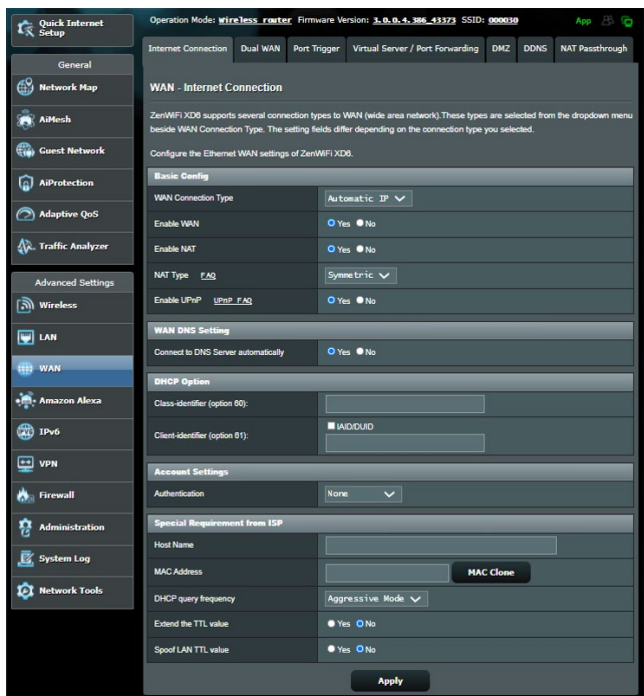 Quick Internet Setup
Operation Mode: Wireless router Firmware Version: 3.0.0.4.386_43373 SSID: 000030 App
General
Network Map
AiMesh
Guest Network
AiProtection
Adaptive QoS
Traffic Analyzer
Advanced Settings
Wireless
LAN
WAN
Amazon Alexa
IPv6
VPN
Firewall
Administration
System Log
Network Tools
Internet Connection Dual WAN Port Trigger Virtual Server / Port Forwarding DMZ DDNS NAT Passthrough
WAN - Internet Connection
ZenWiFi XD6 supports several connection types to WAN (wide area network).These types are selected from the dropdown menu
beside WAN Connection Type. The setting fields differ depending on the connection type you selected.
Configure the Ethernet WAN settings of ZenWiFi XD6.
Basic Config
WAN Connection Type Automatic IP
Enable WAN Yes No
Enable NAT Yes No
NAT Type FAQ Symmetric
Enable UPnP UPnP FAQ Yes No
WAN DNS Setting
Connect to DNS Server automatically Yes No
DHCP Option
Class-identifier (option 60):
Client-identifier (option 61): IAID/DUID
Account Settings
Authentication None
Special Requirement from ISP
Host Name
MAC Address MAC Clone
DHCP query frequency Aggressive Mode
Extend the TTL value Yes No
Spoof LAN TTL value Yes No
Apply